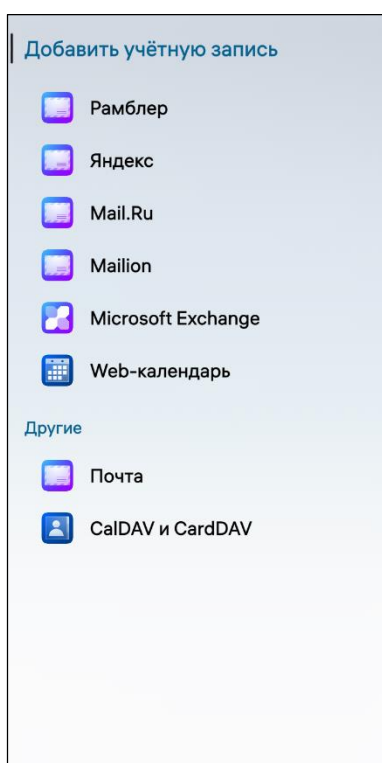 Добавить учётную запись
Рамблер
Яндекс
Mail.Ru
Mailion
Microsoft Exchange
Web-календарь
Другие
Почта
CalDAV и CardDAV